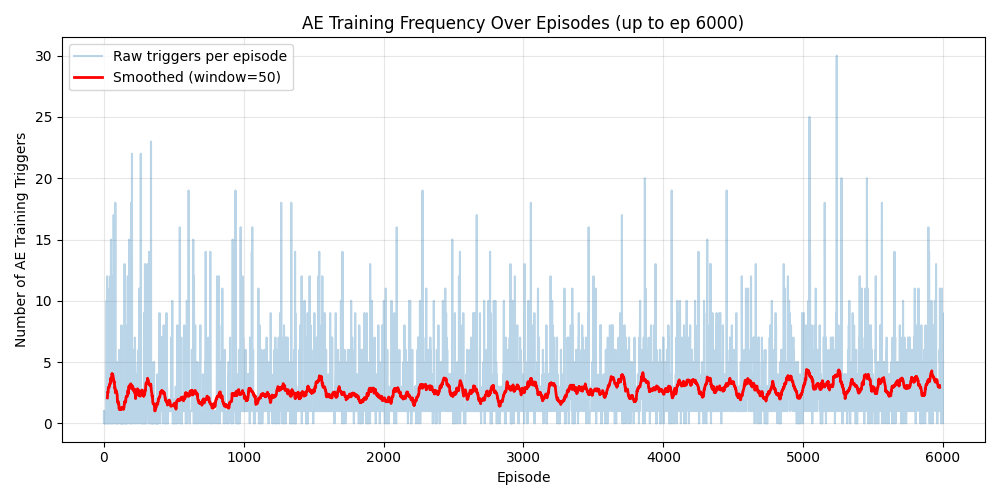 AE Training Frequency Over Episodes (up to ep 6000)
Raw triggers per episode
Smoothed (window=50)
Number of AE Training Triggers
30
25
20
15
10
5
0
0 1000 2000 3000 4000 5000 6000
Episode